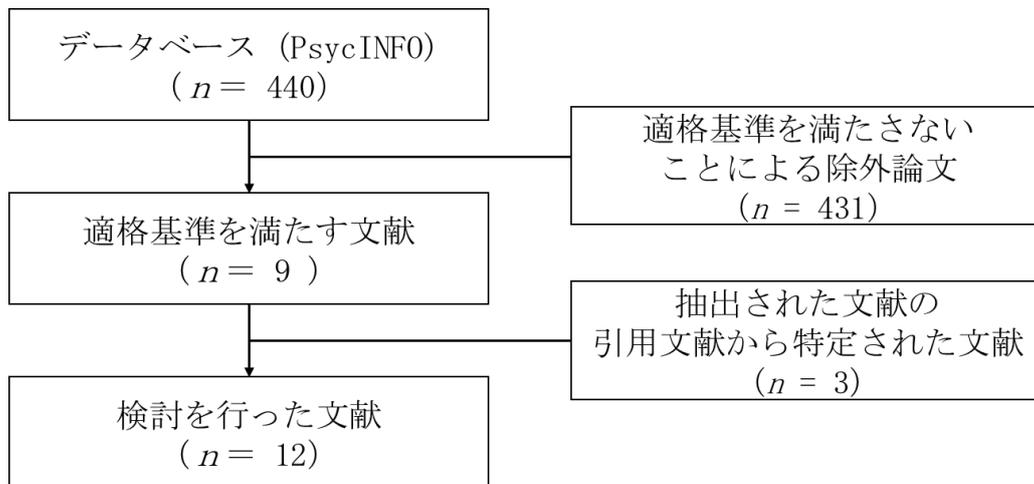 データベース (PsycINFO)
(n＝ 440)
適格基準を満たさない
ことによる除外論文
(n = 431)
適格基準を満たす文献
(n＝ 9 )
抽出された文献の
引用文献から特定された文献
(n = 3)
検討を行った文献
(n＝ 12)